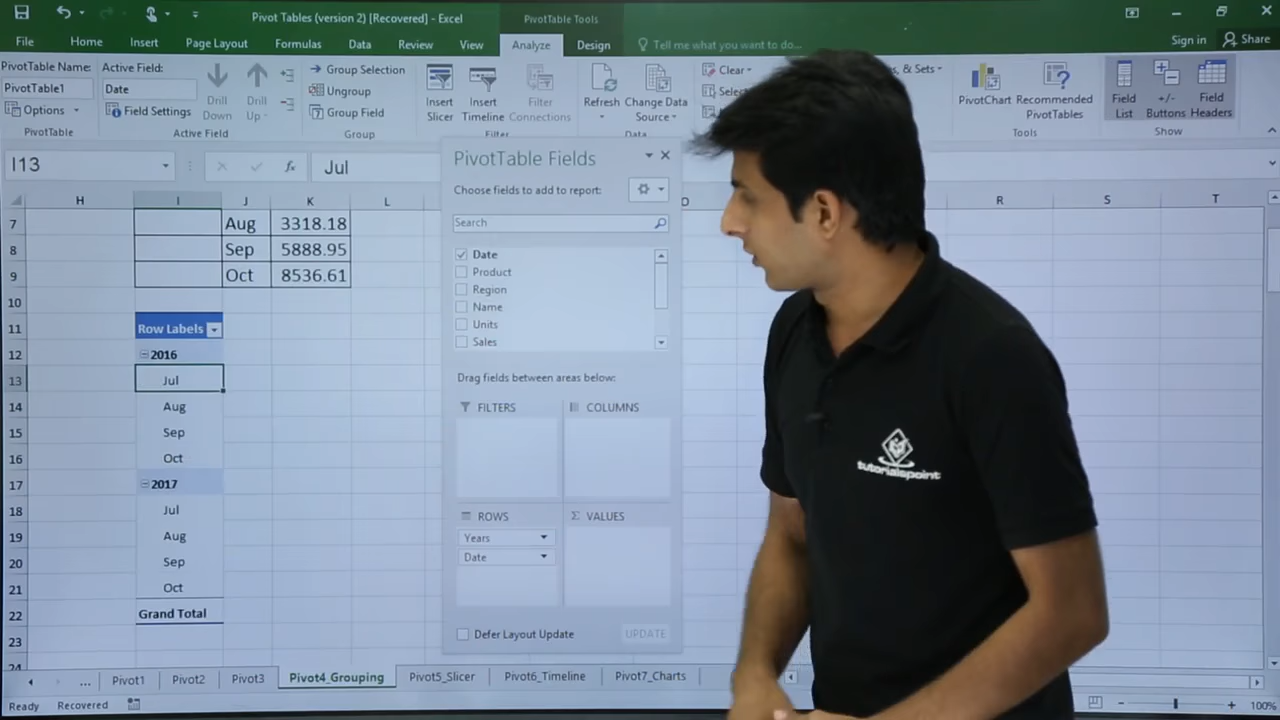 Pivot Tables (version 2) [Recovered] - Excel
PivotTable Tools
File Home Insert Page Layout Formulas Data Review View Analyze Design Tell me what you want to do... Sign in Share
PivotTable Name:
PivotTable1
Options
PivotTable
Active Field:
Date
Field Settings
Drill Down
Drill Up
Active Field
Group Selection
Ungroup
Group Field
Group
Insert Slicer
Insert Timeline
Filter Connections
Filter
Refresh
Change Data Source
Data
Clear
& Sets
PivotChart
Recommended PivotTables
Tools
Field List
+/- Buttons
Field Headers
Show
I13
fx
Jul
H I J K L R S T
7 Aug 3318.18
8 Sep 5888.95
9 Oct 8536.61
10
11 Row Labels
12 2016
13 Jul
14 Aug
15 Sep
16 Oct
17 2017
18 Jul
19 Aug
20 Sep
21 Oct
22 Grand Total
23
24
PivotTable Fields
Choose fields to add to report:
Search
Date
Product
Region
Name
Units
Sales
Drag fields between areas below:
FILTERS
COLUMNS
ROWS
Σ VALUES
Years
Date
Defer Layout Update
UPDATE
tutorialspoint
... Pivot1 Pivot2 Pivot3 Pivot4_Grouping Pivot5_Slicer Pivot6_Timeline Pivot7_Charts
Ready Recovered
100%